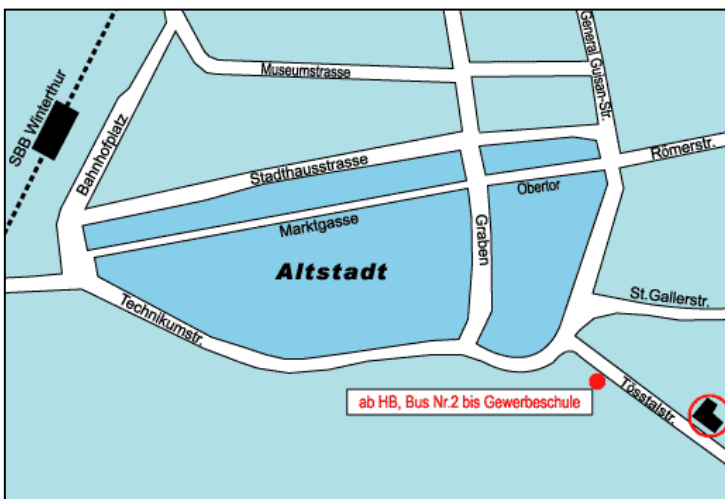 General Guisan-Str.
Museumstrasse
SBB Winterthur
Bahnhofplatz
Stadthausstrasse
Römerstr.
Obertor
Marktgasse
Graben
Altstadt
St.Gallerstr.
Technikumstr.
ab HB, Bus Nr.2 bis Gewerbeschule
Tösstalstr.